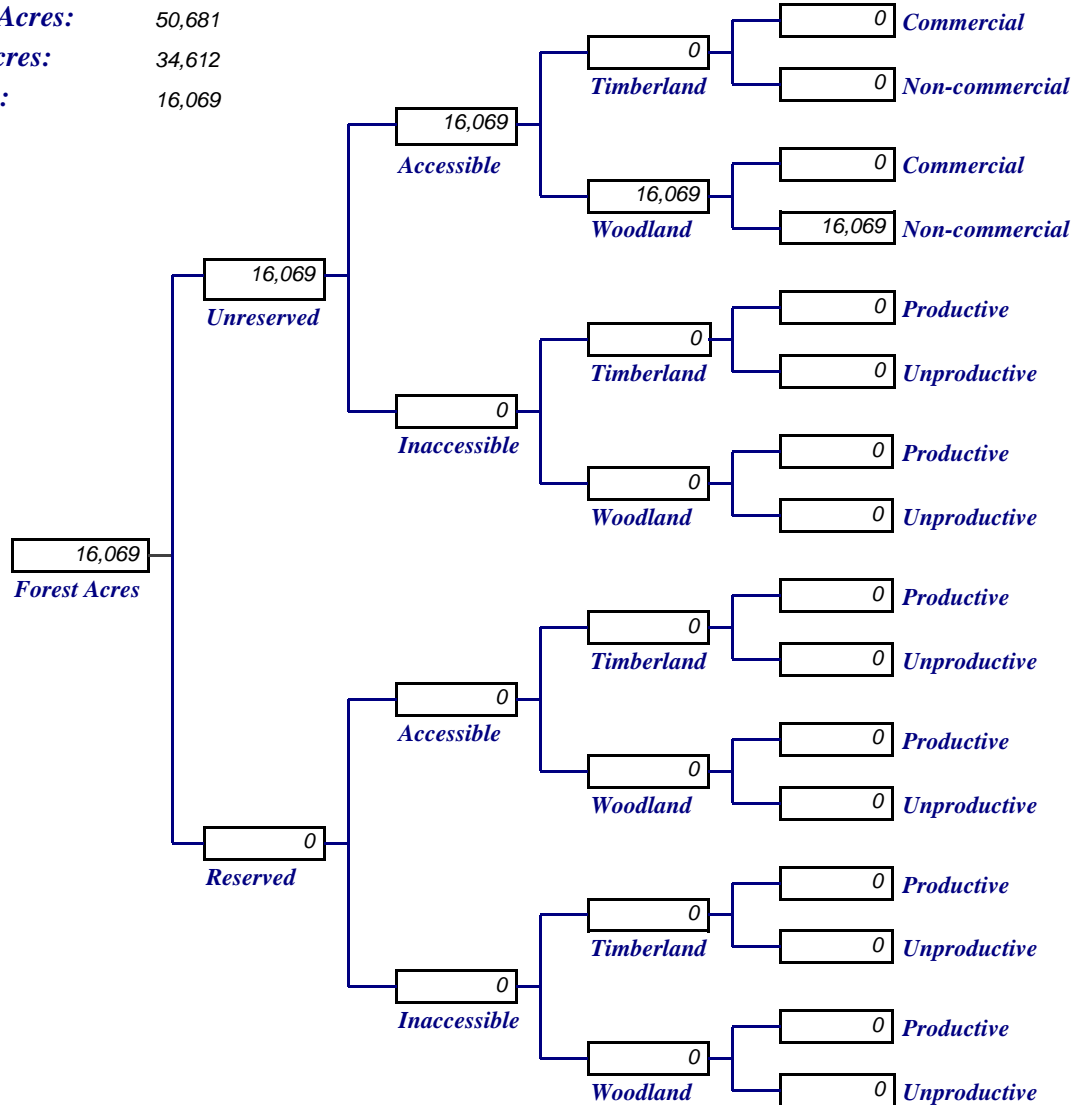 Acres: 50,681
cres: 34,612
: 16,069
0 Commercial
0
Timberland
0 Non-commercial
16,069
Accessible
0 Commercial
16,069
Woodland
16,069 Non-commercial
16,069
Unreserved
0 Productive
0
Timberland
0 Unproductive
0
Inaccessible
0 Productive
0
Woodland
0 Unproductive
16,069
Forest Acres
0 Productive
0
Timberland
0 Unproductive
0
Accessible
0 Productive
0
Woodland
0 Unproductive
0
Reserved
0 Productive
0
Timberland
0 Unproductive
0
Inaccessible
0 Productive
0
Woodland
0 Unproductive